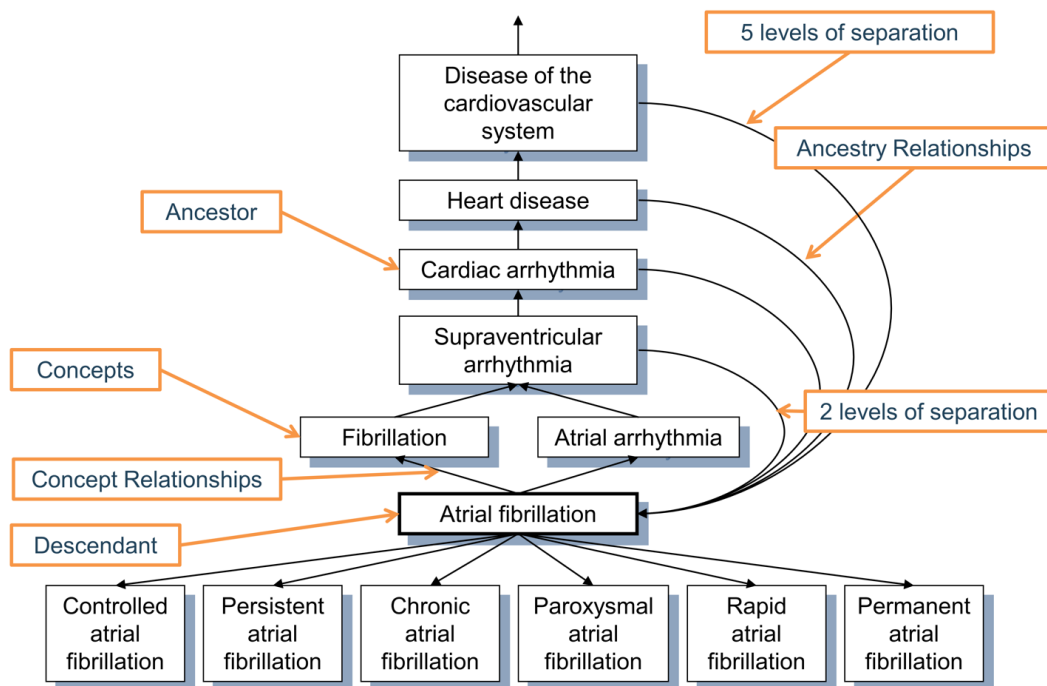 5 levels of separation
Disease of the
cardiovascular
system
Ancestry Relationships
Ancestor
Heart disease
Cardiac arrhythmia
Supraventricular
arrhythmia
Concepts
2 levels of separation
Fibrillation
Atrial arrhythmia
Concept Relationships
Atrial fibrillation
Descendant
Controlled
atrial
fibrillation
Persistent
atrial
fibrillation
Chronic
atrial
fibrillation
Paroxysmal
atrial
fibrillation
Rapid
atrial
fibrillation
Permanent
atrial
fibrillation